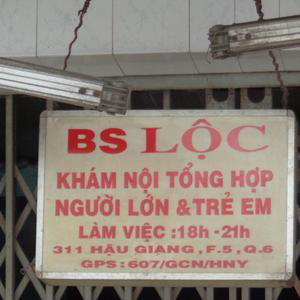 BS LỘC
KHÁM NỘI TỔNG HỢP
NGƯỜI LỚN & TRẺ EM
LÀM VIỆC :18h -21h
311 HẬU GIANG , F.5 , Q.6
GPS : 607/GCN/HNY